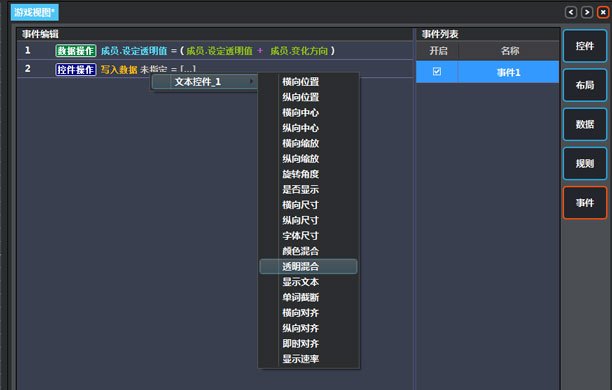 游戏视图*
事件编辑
1 数据操作 成员.设定透明值 = ( 成员.设定透明值 + 成员.变化方向 )
2 控件操作 写入数据 未指定 = [...]
文本控件_1
横向位置
纵向位置
横向中心
纵向中心
横向缩放
纵向缩放
旋转角度
是否显示
横向尺寸
纵向尺寸
字体尺寸
颜色混合
透明混合
显示文本
单词截断
横向对齐
纵向对齐
即时对齐
显示速率
事件列表
开启 名称
事件1
控件
布局
数据
规则
事件